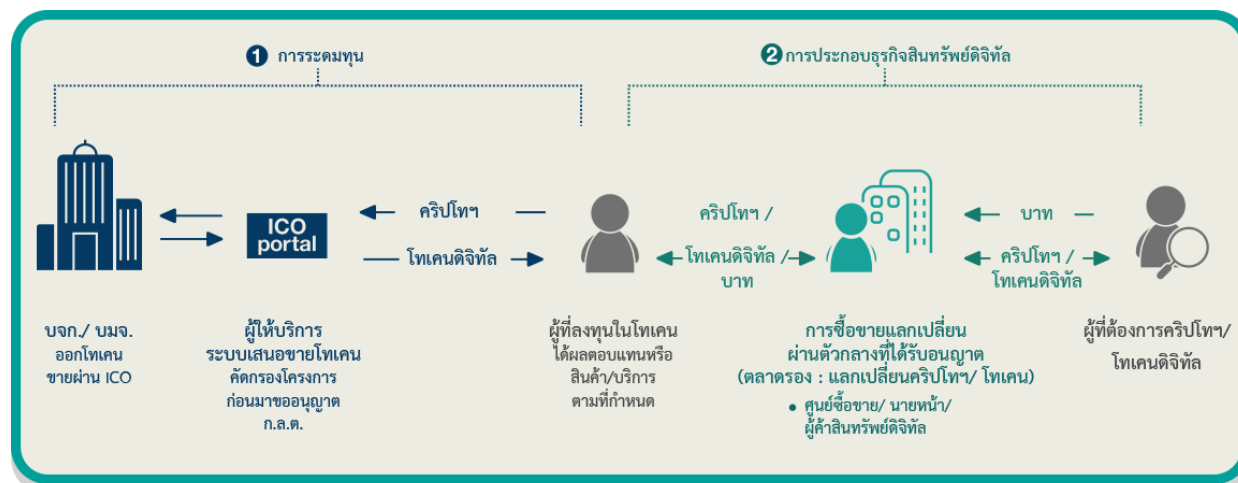 1 การระดมทุน
2 การประกอบธุรกิจสินทรัพย์ดิจิทัล
ICO
portal
คริปโทฯ
โทเคนดิจิทัล
คริปโทฯ /
โทเคนดิจิทัล /
บาท
บาท
คริปโทฯ /
โทเคนดิจิทัล
บจก./ บมจ.
ออกโทเคน
ขายผ่าน ICO
ผู้ให้บริการ
ระบบเสนอขายโทเคน
คัดกรองโครงการ
ก่อนมาขออนุญาต
ก.ล.ต.
ผู้ที่ลงทุนในโทเคน
ได้ผลตอบแทนหรือ
สินค้า/บริการ
ตามที่กำหนด
การซื้อขายแลกเปลี่ยน
ผ่านตัวกลางที่ได้รับอนุญาต
(ตลาดรอง : แลกเปลี่ยนคริปโทฯ/ โทเคน)
• ศูนย์ซื้อขาย/ นายหน้า/
ผู้ค้าสินทรัพย์ดิจิทัล
ผู้ที่ต้องการคริปโทฯ/
โทเคนดิจิทัล